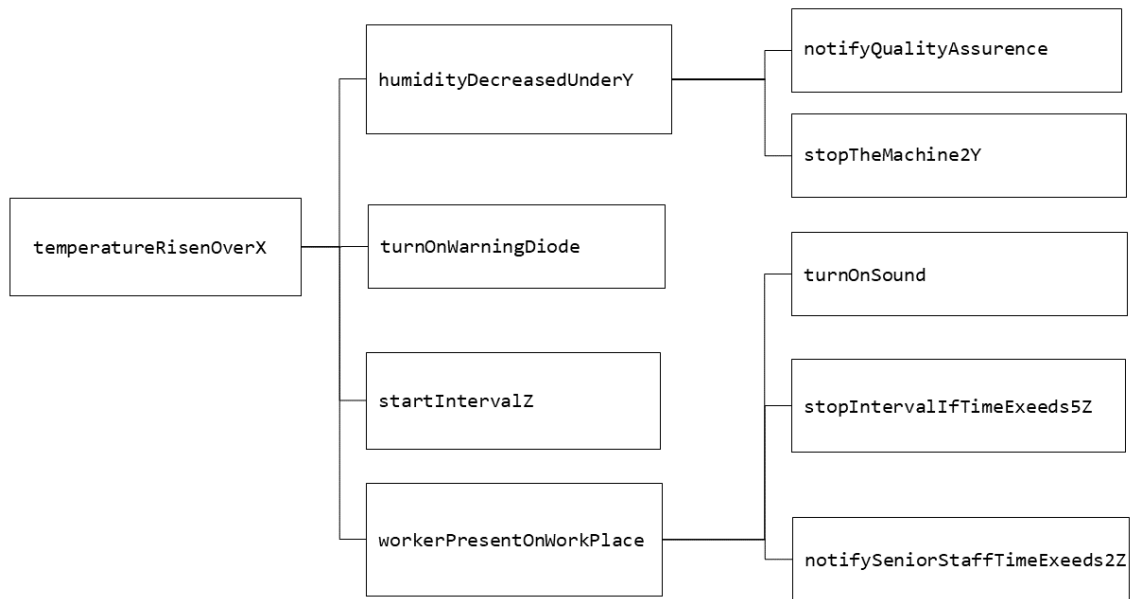 temperatureRisenOverX
humidityDecreasedUnderY
turnOnWarningDiode
startIntervalZ
workerPresentOnWorkPlace
notifyQualityAssurence
stopTheMachine2Y
turnOnSound
stopIntervalIfTimeExeeds5Z
notifySeniorStaffTimeExeeds2Z